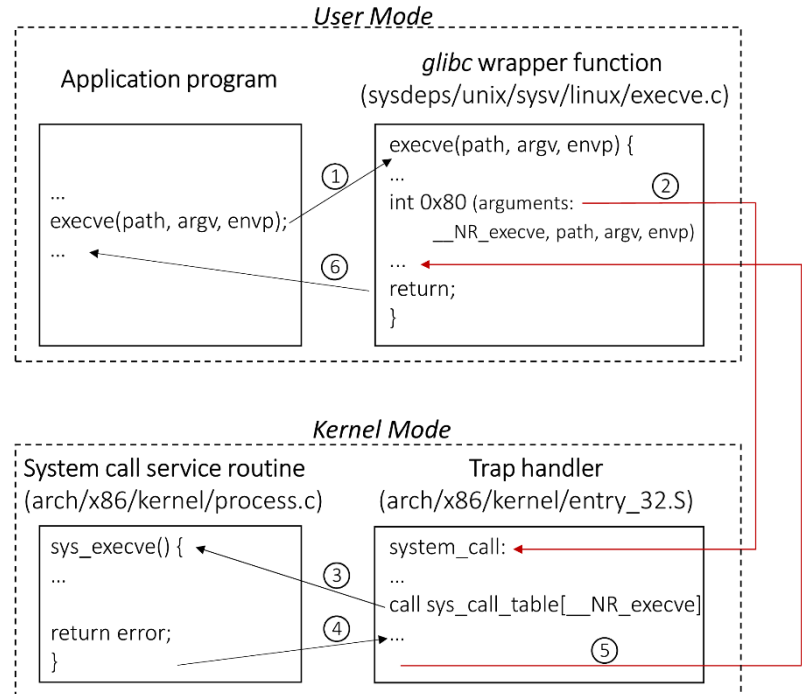 User Mode
Application program
glibc wrapper function
(sysdeps/unix/sysv/linux/execve.c)
...
execve(path, argv, envp);
...
①
⑥
execve(path, argv, envp) {
...
②
int 0x80 (arguments:
__NR_execve, path, argv, envp)
...
return;
}
Kernel Mode
System call service routine
(arch/x86/kernel/process.c)
Trap handler
(arch/x86/kernel/entry_32.S)
sys_execve() {
...
return error;
}
③
④
system_call:
...
call sys_call_table[__NR_execve]
...
⑤